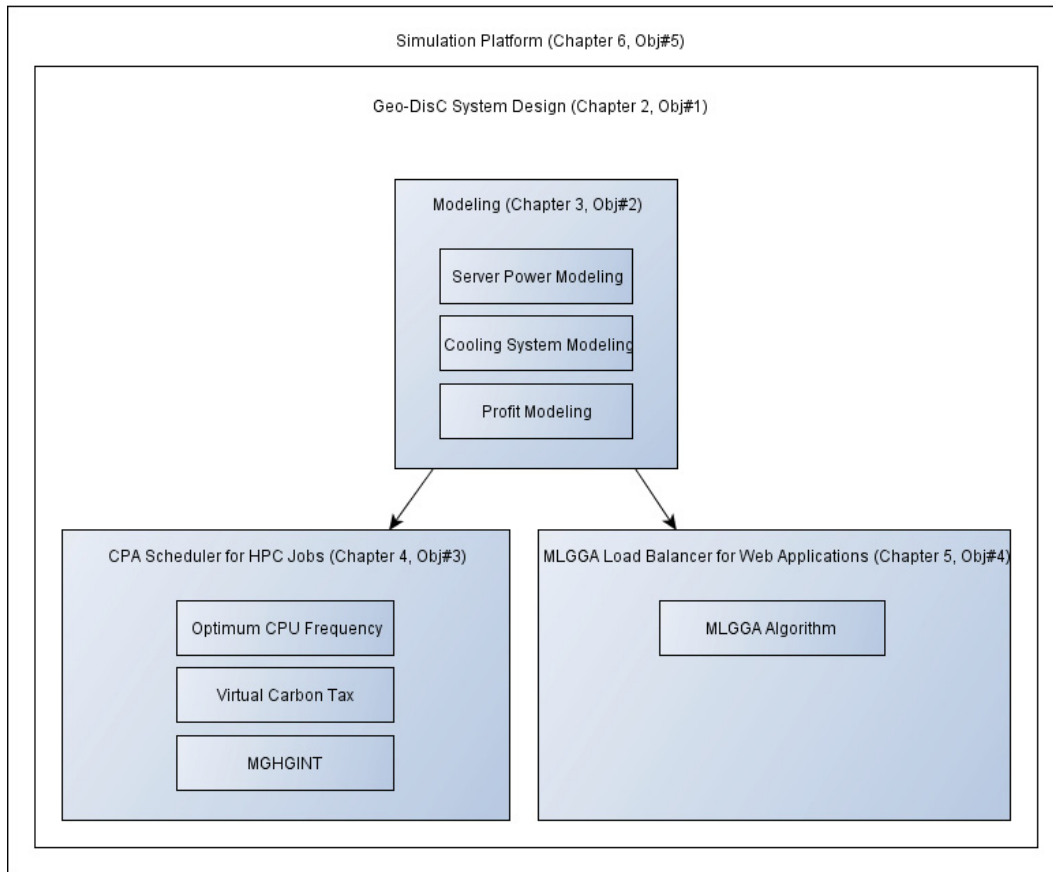 Simulation Platform (Chapter 6, Obj#5)
Geo-DisC System Design (Chapter 2, Obj#1)
Modeling (Chapter 3, Obj#2)
Server Power Modeling
Cooling System Modeling
Profit Modeling
CPA Scheduler for HPC Jobs (Chapter 4, Obj#3)
Optimum CPU Frequency
Virtual Carbon Tax
MGHGINT
MLGGA Load Balancer for Web Applications (Chapter 5, Obj#4)
MLGGA Algorithm